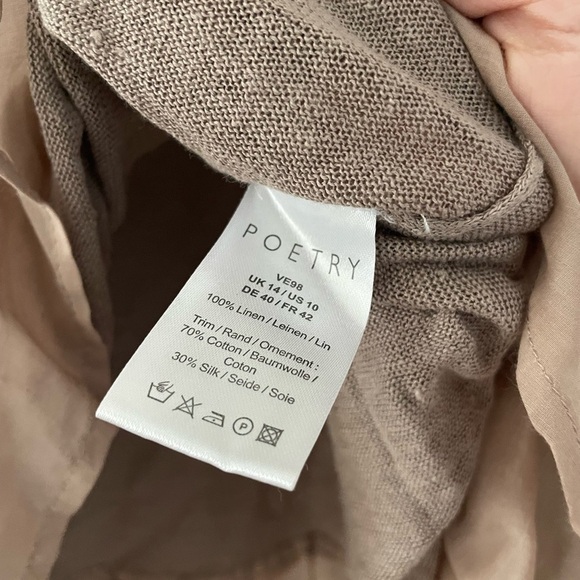 POETRY
VE98
UK 14 / US 10
DE 40 / FR 42
100% Linen / Leinen / Lin
Trim / Rand / Ornement :
70% Cotton / Baumwolle /
Coton
30% Silk / Seide / Soie
P